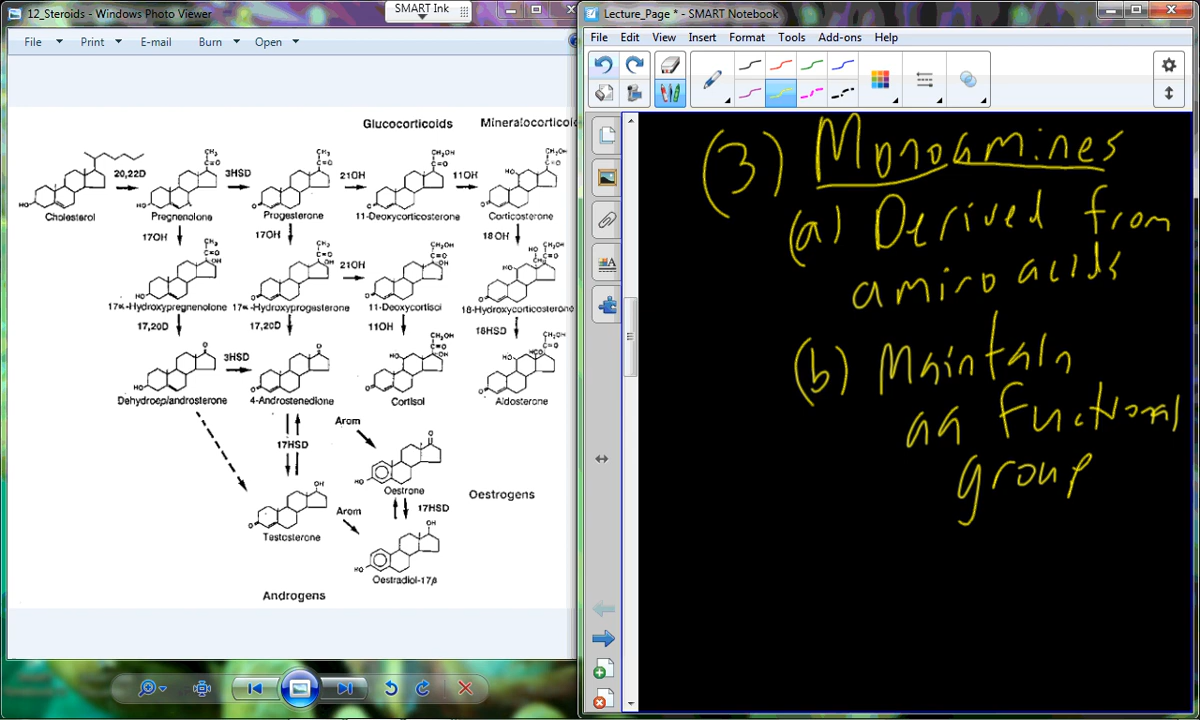 12_Steroids - Windows Photo Viewer
SMART Ink
File Print E-mail Burn Open
Glucocorticoids Mineralocorticoi
20,22D 3HSD 21OH 11OH
Cholesterol Pregnenolone Progesterone 11-Deoxycorticosterone Corticosterone
17OH 17OH 18OH
21OH
17α-Hydroxypregnenolone 17α-Hydroxyprogesterone 11-Deoxycortisol 18-Hydroxycorticosterone
17,20D 17,20D 11OH 18HSD
3HSD
Dehydroepiandrosterone 4-Androstenedione Cortisol Aldosterone
Arom
17HSD
Oestrone
Oestrogens
Arom 17HSD
Testosterone
Oestradiol-17β
Androgens
Lecture_Page * - SMART Notebook
File Edit View Insert Format Tools Add-ons Help
(3) Monoamines
(a) Derived from
amino acids
(b) Maintain
aa functional
group